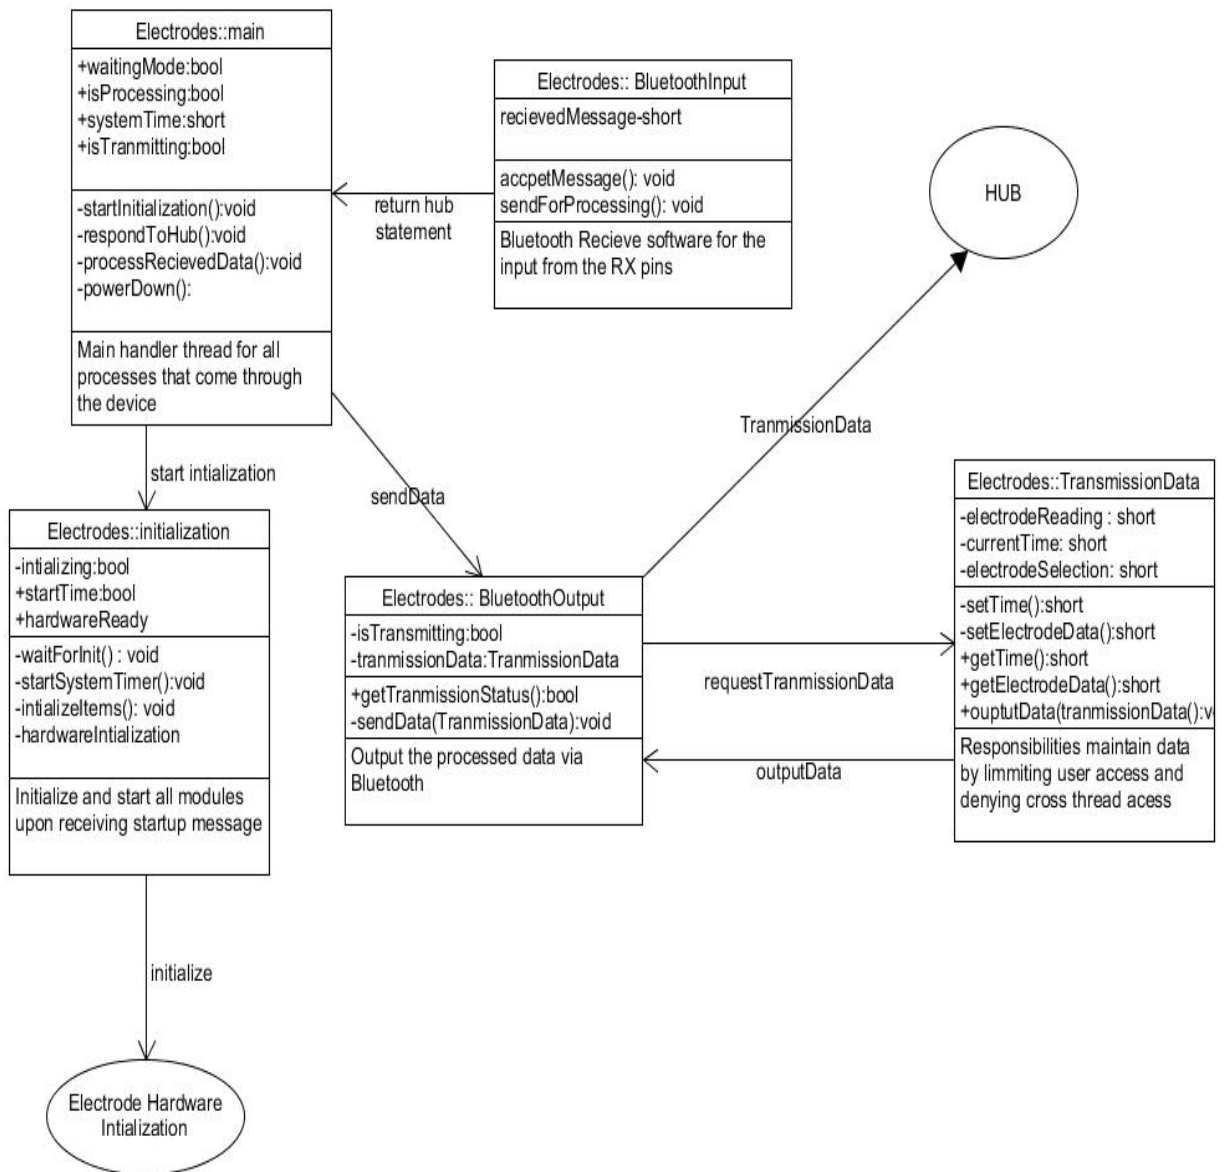 Electrodes::main
+waitingMode:bool
+isProcessing:bool
+systemTime:short
+isTranmitting:bool
-startInitialization():void
-respondToHub():void
-processRecievedData():void
-powerDown():
Main handler thread for all
processes that come through
the device
Electrodes:: BluetoothInput
recievedMessage-short
accpetMessage(): void
sendForProcessing(): void
Bluetooth Recieve software for the
input from the RX pins
return hub
statement
HUB
TranmissionData
start intialization
sendData
Electrodes::initialization
-intializing:bool
+startTime:bool
+hardwareReady
-waitForInit() : void
-startSystemTimer():void
-intializeItems(): void
-hardwareIntialization
Initialize and start all modules
upon receiving startup message
Electrodes:: BluetoothOutput
-isTransmitting:bool
-tranmissionData:TranmissionData
+getTranmissionStatus():bool
-sendData(TranmissionData):void
Output the processed data via
Bluetooth
requestTranmissionData
outputData
Electrodes::TransmissionData
-electrodeReading : short
-currentTime: short
-electrodeSelection: short
-setTime():short
-setElectrodeData():short
+getTime():short
+getElectrodeData():short
+ouptutData(tranmissionData():v
Responsibilities maintain data
by limmiting user access and
denying cross thread acess
initialize
Electrode Hardware
Intialization